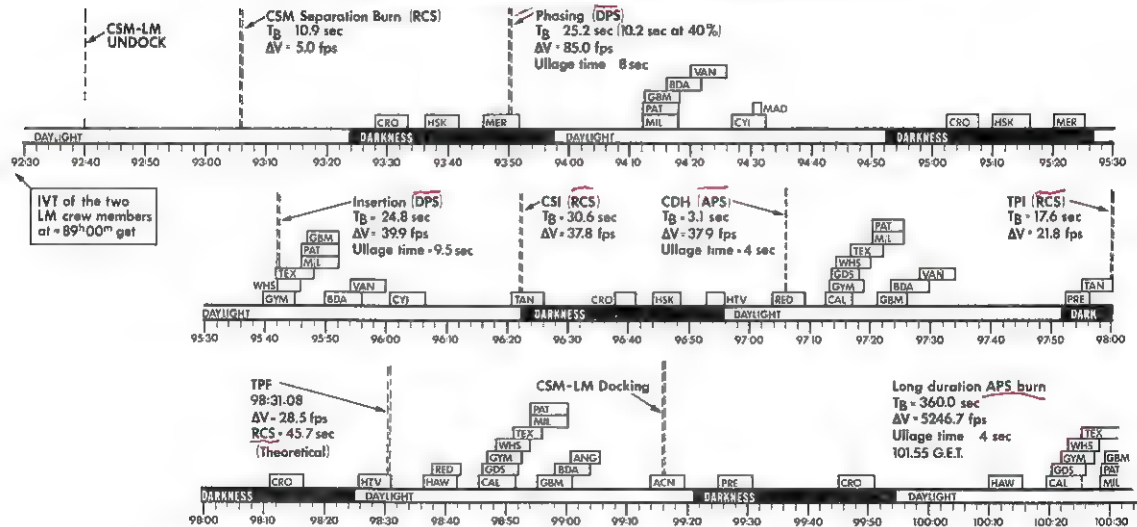 CSM-LM
UNDOCK
CSM Separation Burn (RCS)
TB 10.9 sec
ΔV = 5.0 fps
Phasing (DPS)
TB 25.2 sec (10.2 sec at 40%)
ΔV = 85.0 fps
Ullage time 8 sec
VAN
BDA
GBM
PAT
MAD
CRO HSK MER MIL CYI CRO HSK MER
DAYLIGHT DARKNESS DAYLIGHT DARKNESS
92:30 92:40 92:50 93:00 93:10 93:20 93:30 93:40 93:50 94:00 94:10 94:20 94:30 94:40 94:50 95:00 95:10 95:20 95:30
IVT of the two
LM crew members
at ≈ 89ʰ00ᵐ get
Insertion (DPS)
TB = 24.8 sec
ΔV = 39.9 fps
Ullage time = 9.5 sec
CSI (RCS)
TB = 30.6 sec
ΔV = 37.8 fps
CDH (APS)
TB = 3.1 sec
ΔV = 37.9 fps
Ullage time = 4 sec
TPI (RCS)
TB = 17.6 sec
ΔV = 21.8 fps
GBM
PAT
MIL
TEX
WHS VAN
GYM BDA CYI TAN CRO HSK HTV RED
PAT
MIL
TEX
WHS
GDS VAN
GYM BDA TAN
CAL GBM PRE
DAYLIGHT DARKNESS DAYLIGHT DARK
95:30 95:40 95:50 96:00 96:10 96:20 96:30 96:40 96:50 97:00 97:10 97:20 97:30 97:40 97:50 98:00
TPF
98:31:08
ΔV = 28.5 fps
RCS = 45.7 sec
(Theoretical)
CSM-LM Docking
Long duration APS burn
TB = 360.0 sec
ΔV = 5246.7 fps
Ullage time 4 sec
101.55 G.E.T.
PAT
MIL
TEX
WHS
GYM ANG
RED GDS BDA
CRO HTV HAW CAL GBM ACN PRE CRO HAW
TEX
WHS
GYM GBM
GDS PAT
CAL MIL
DARKNESS DAYLIGHT DARKNESS DAYLIGHT
98:00 98:10 98:20 98:30 98:40 98:50 99:00 99:10 99:20 99:30 99:40 99:50 100:00 100:10 100:20 100:30